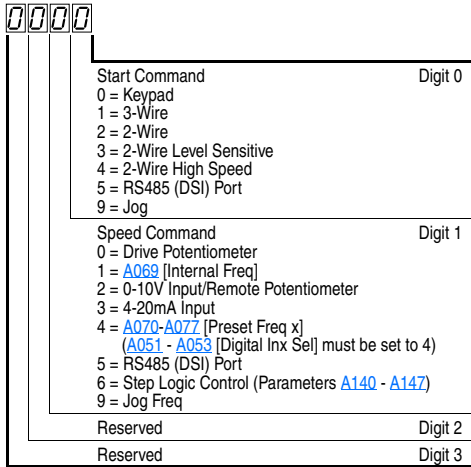 0000
Start Command Digit 0
0 = Keypad
1 = 3-Wire
2 = 2-Wire
3 = 2-Wire Level Sensitive
4 = 2-Wire High Speed
5 = RS485 (DSI) Port
9 = Jog
Speed Command Digit 1
0 = Drive Potentiometer
1 = A069 [Internal Freq]
2 = 0-10V Input/Remote Potentiometer
3 = 4-20mA Input
4 = A070-A077 [Preset Freq x]
(A051 - A053 [Digital Inx Sel] must be set to 4)
5 = RS485 (DSI) Port
6 = Step Logic Control (Parameters A140 - A147)
9 = Jog Freq
Reserved Digit 2
Reserved Digit 3